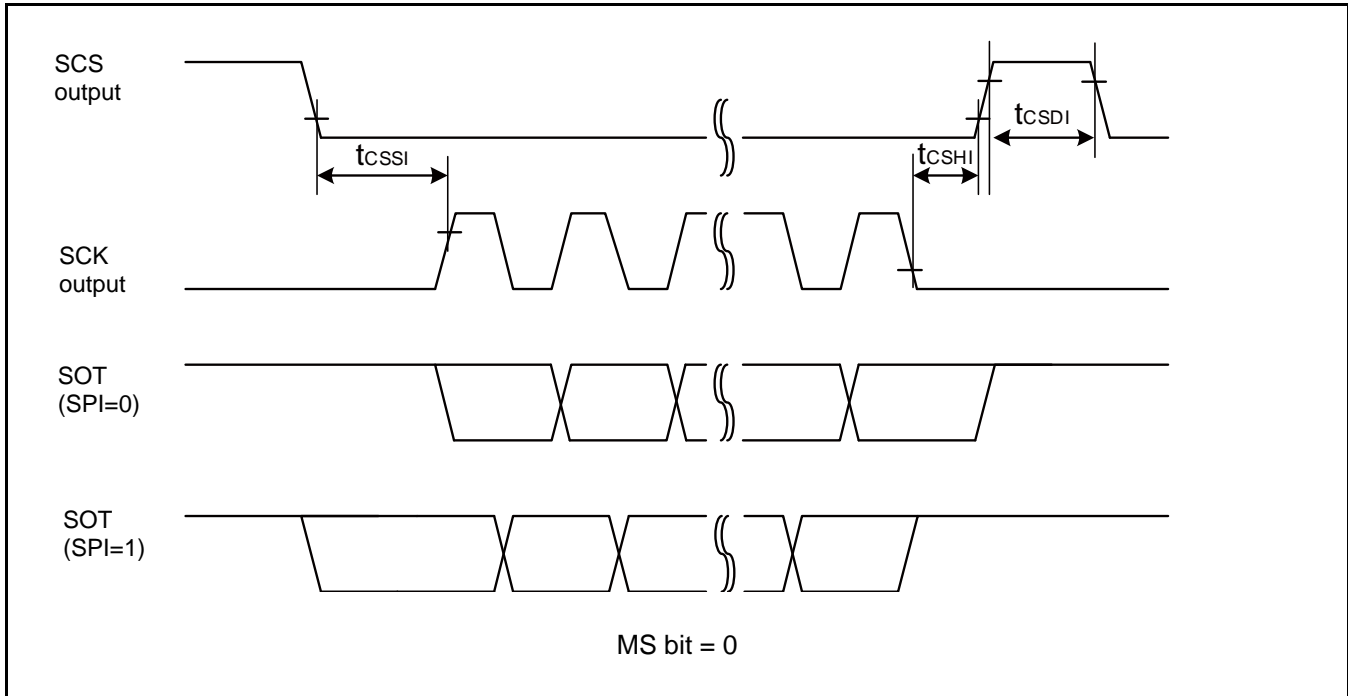 SCS
output
tCSDI
tCSSI
tCSHI
SCK
output
SOT
(SPI=0)
SOT
(SPI=1)
MS bit = 0